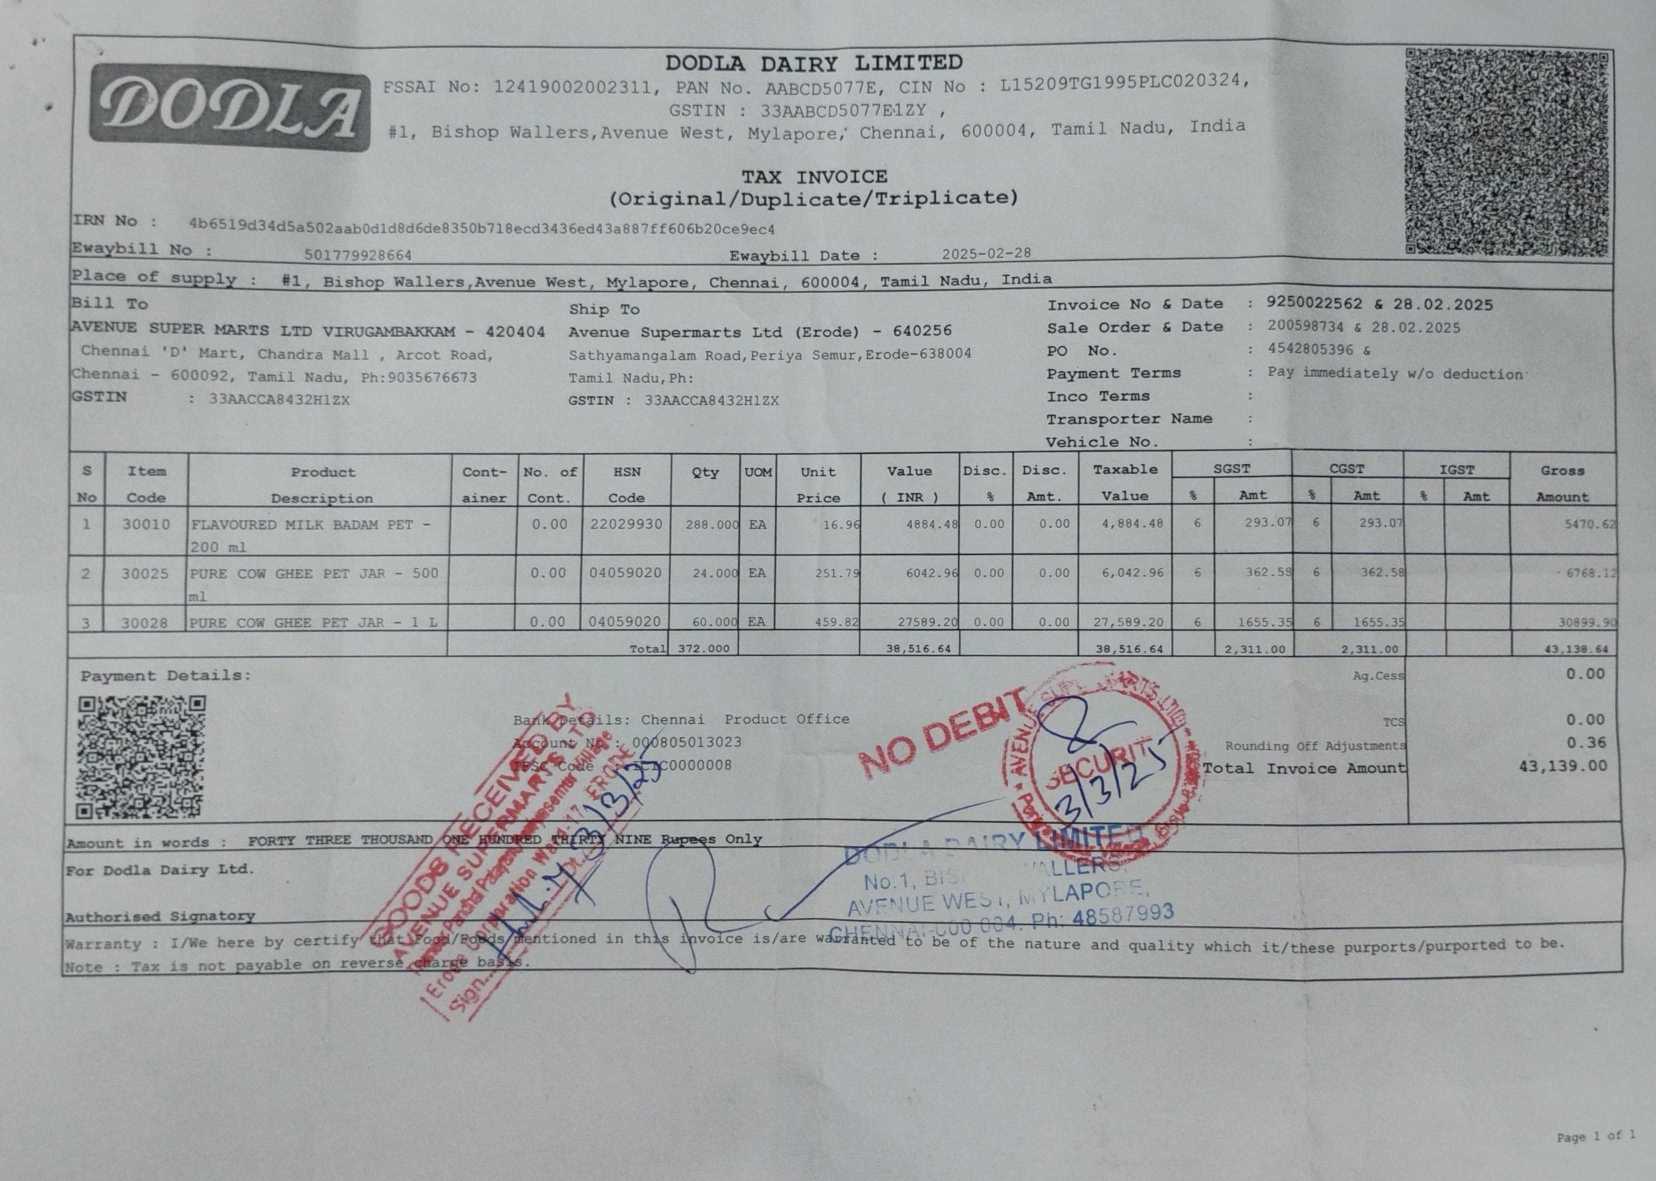 DODLA
DODLA DAIRY LIMITED
FSSAI No: 12419002002311, PAN No. AABCD5077E, CIN No : L15209TG1995PLC020324,
GSTIN : 33AABCD5077E1ZY ,
#1, Bishop Wallers,Avenue West, Mylapore, Chennai, 600004, Tamil Nadu, India
TAX INVOICE
(Original/Duplicate/Triplicate)
IRN No : 4b6519d34d5a502aab0d1d8d6de8350b718ecd3436ed43a887ff606b20ce9ec4
Ewaybill No : 501779928664 Ewaybill Date : 2025-02-28
Place of supply : #1, Bishop Wallers,Avenue West, Mylapore, Chennai, 600004, Tamil Nadu, India
Bill To
AVENUE SUPER MARTS LTD VIRUGAMBAKKAM - 420404
Chennai 'D' Mart, Chandra Mall , Arcot Road,
Chennai - 600092, Tamil Nadu, Ph:9035676673
GSTIN : 33AACCA8432H1ZX
Ship To
Avenue Supermarts Ltd (Erode) - 640256
Sathyamangalam Road,Periya Semur,Erode-638004
Tamil Nadu,Ph:
GSTIN : 33AACCA8432H1ZX
Invoice No & Date : 9250022562 & 28.02.2025
Sale Order & Date : 200598734 & 28.02.2025
PO No. : 4542805396 &
Payment Terms : Pay immediately w/o deduction
Inco Terms :
Transporter Name :
Vehicle No. :
S No Item Code Product Description Cont-ainer No. of Cont. HSN Code Qty UOM Unit Price Value ( INR ) Disc. % Disc. Amt. Taxable Value SGST % Amt CGST % Amt IGST % Amt Gross Amount
1 30010 FLAVOURED MILK BADAM PET - 0.00 22029930 288.000 EA 16.96 4884.48 0.00 0.00 4,884.48 6 293.07 6 293.07 5470.62
200 ml
2 30025 PURE COW GHEE PET JAR - 500 0.00 04059020 24.000 EA 251.79 6042.96 0.00 0.00 6,042.96 6 362.58 6 362.58 6768.12
ml
3 30028 PURE COW GHEE PET JAR - 1 L 0.00 04059020 60.000 EA 459.82 27589.20 0.00 0.00 27,589.20 6 1655.35 6 1655.35 30899.90
Total 372.000 38,516.64 38,516.64 2,311.00 2,311.00 43,138.64
Payment Details:
Bank Details: Chennai Product Office
Account No : 000805013023
IFSC Code : ICIC0000008
Ag.Cess 0.00
TCS 0.00
Rounding Off Adjustments 0.36
Total Invoice Amount 43,139.00
NO DEBIT
AVENUE SUPERMARTS LTD
SECURITY
3/3/25
GOODS RECEIVED BY
AVENUE SUPERMARTS LTD
Erode Corporation Ward-17, ERODE
Sign
3/3/25
Amount in words : FORTY THREE THOUSAND ONE HUNDRED THIRTY NINE Rupees Only
For Dodla Dairy Ltd.
DODLA DAIRY LIMITED
No.1, BISHOP WALLERS,
AVENUE WEST, MYLAPORE,
CHENNAI-600 004. Ph: 48587993
Authorised Signatory
Warranty : I/We here by certify that Food/Foods mentioned in this invoice is/are warranted to be of the nature and quality which it/these purports/purported to be.
Note : Tax is not payable on reverse charge basis.
Page 1 of 1